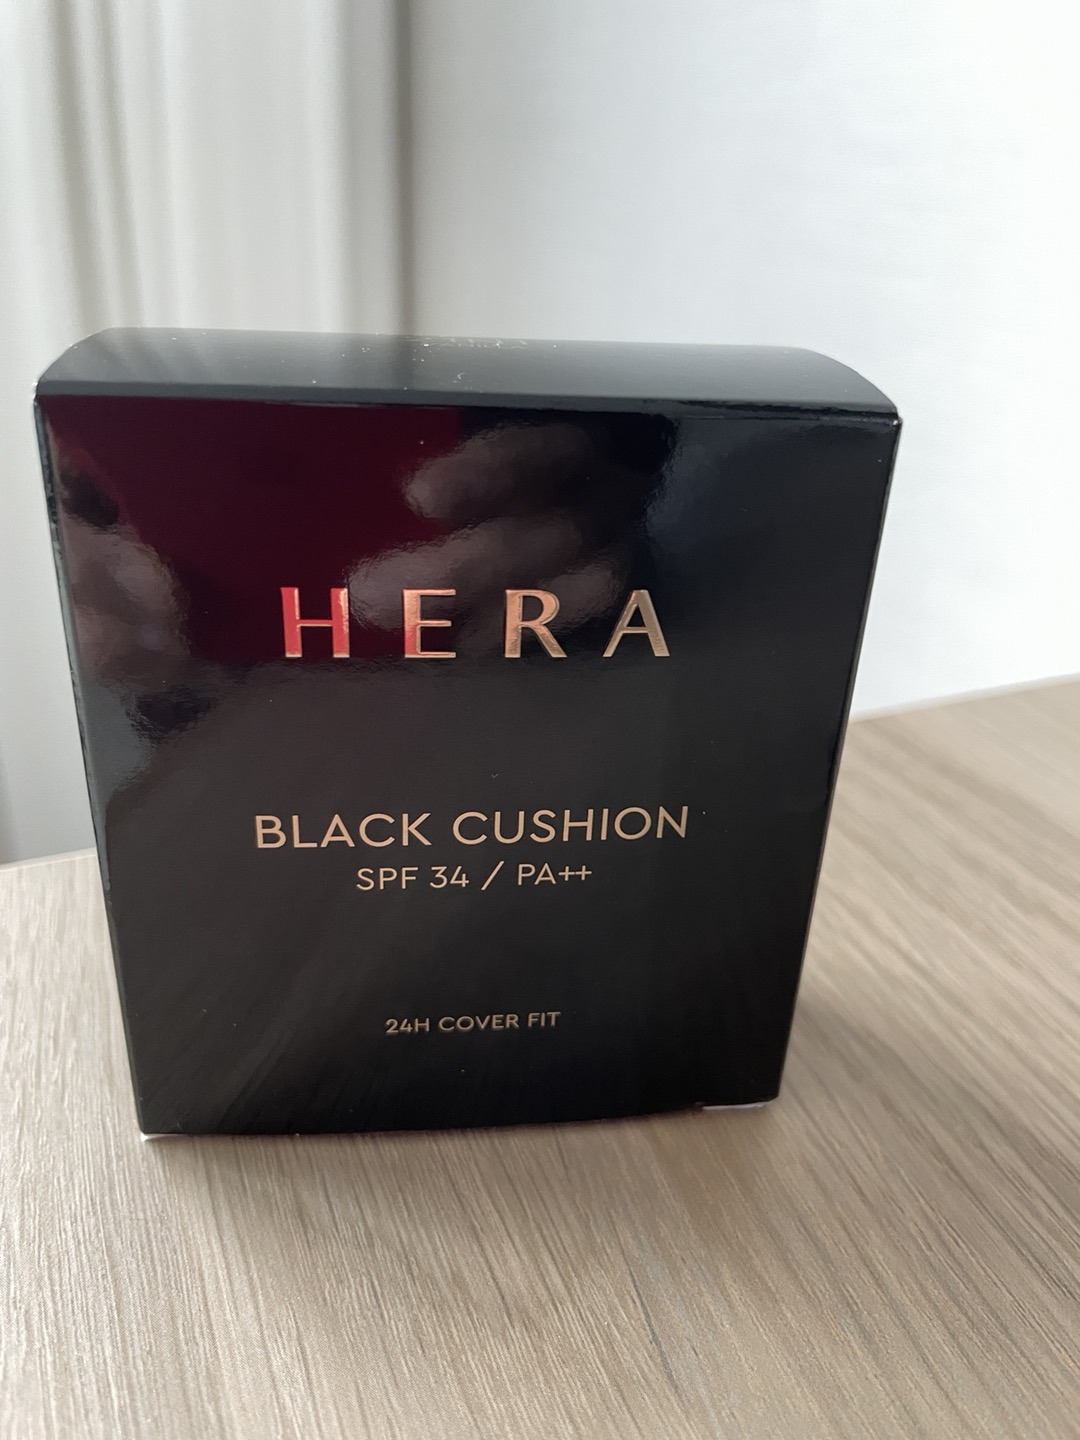 HERA
BLACK CUSHION
SPF 34 / PA++
24H COVER FIT